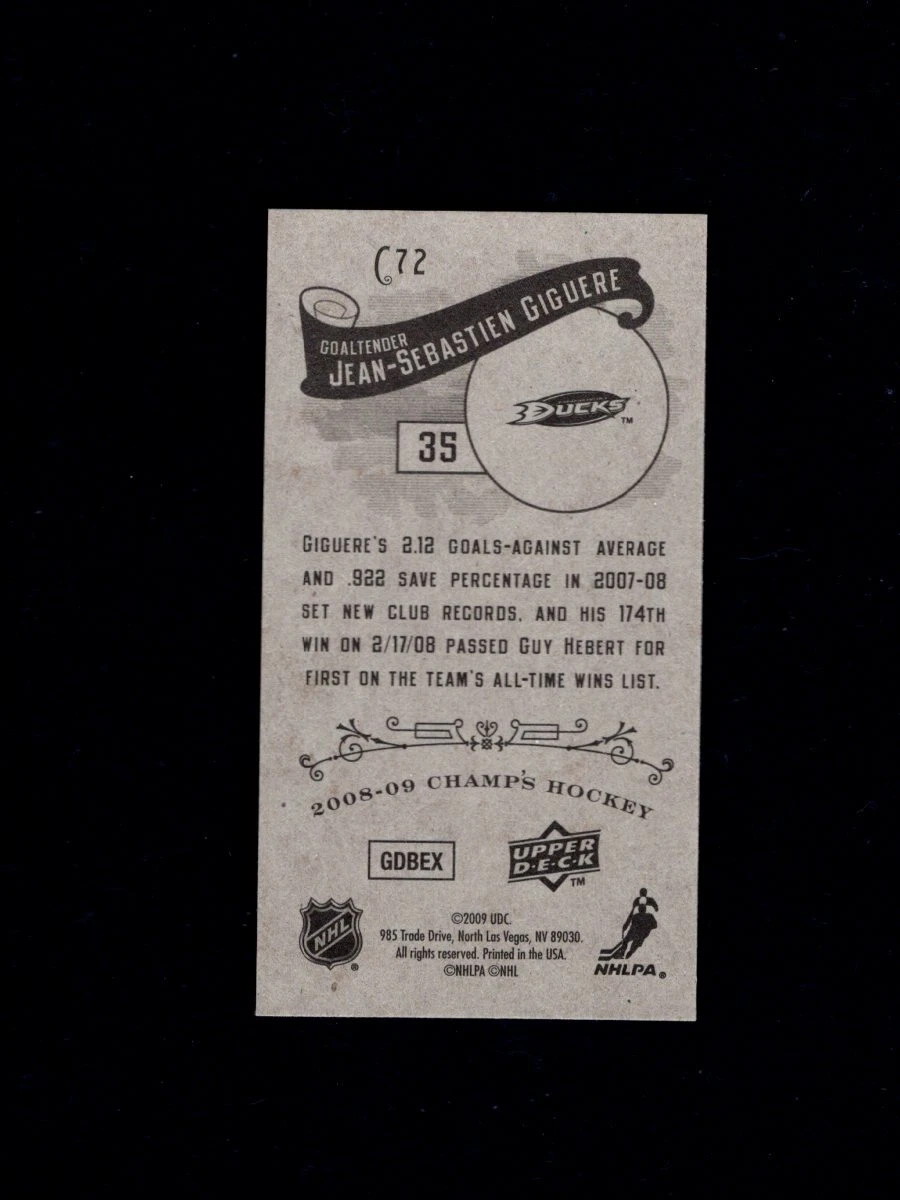 C72
GOALTENDER
JEAN-SEBASTIEN GIGUERE
DUCKS™
35
GIGUERE'S 2.12 GOALS-AGAINST AVERAGE
AND .922 SAVE PERCENTAGE IN 2007-08
SET NEW CLUB RECORDS, AND HIS 174TH
WIN ON 2/17/08 PASSED GUY HEBERT FOR
FIRST ON THE TEAM'S ALL-TIME WINS LIST.
2008-09 CHAMP'S HOCKEY
GDBEX
UPPER
D·E·C·K
™
NHL
®
©2009 UDC.
985 Trade Drive, North Las Vegas, NV 89030.
All rights reserved. Printed in the USA.
©NHLPA ©NHL
NHLPA®